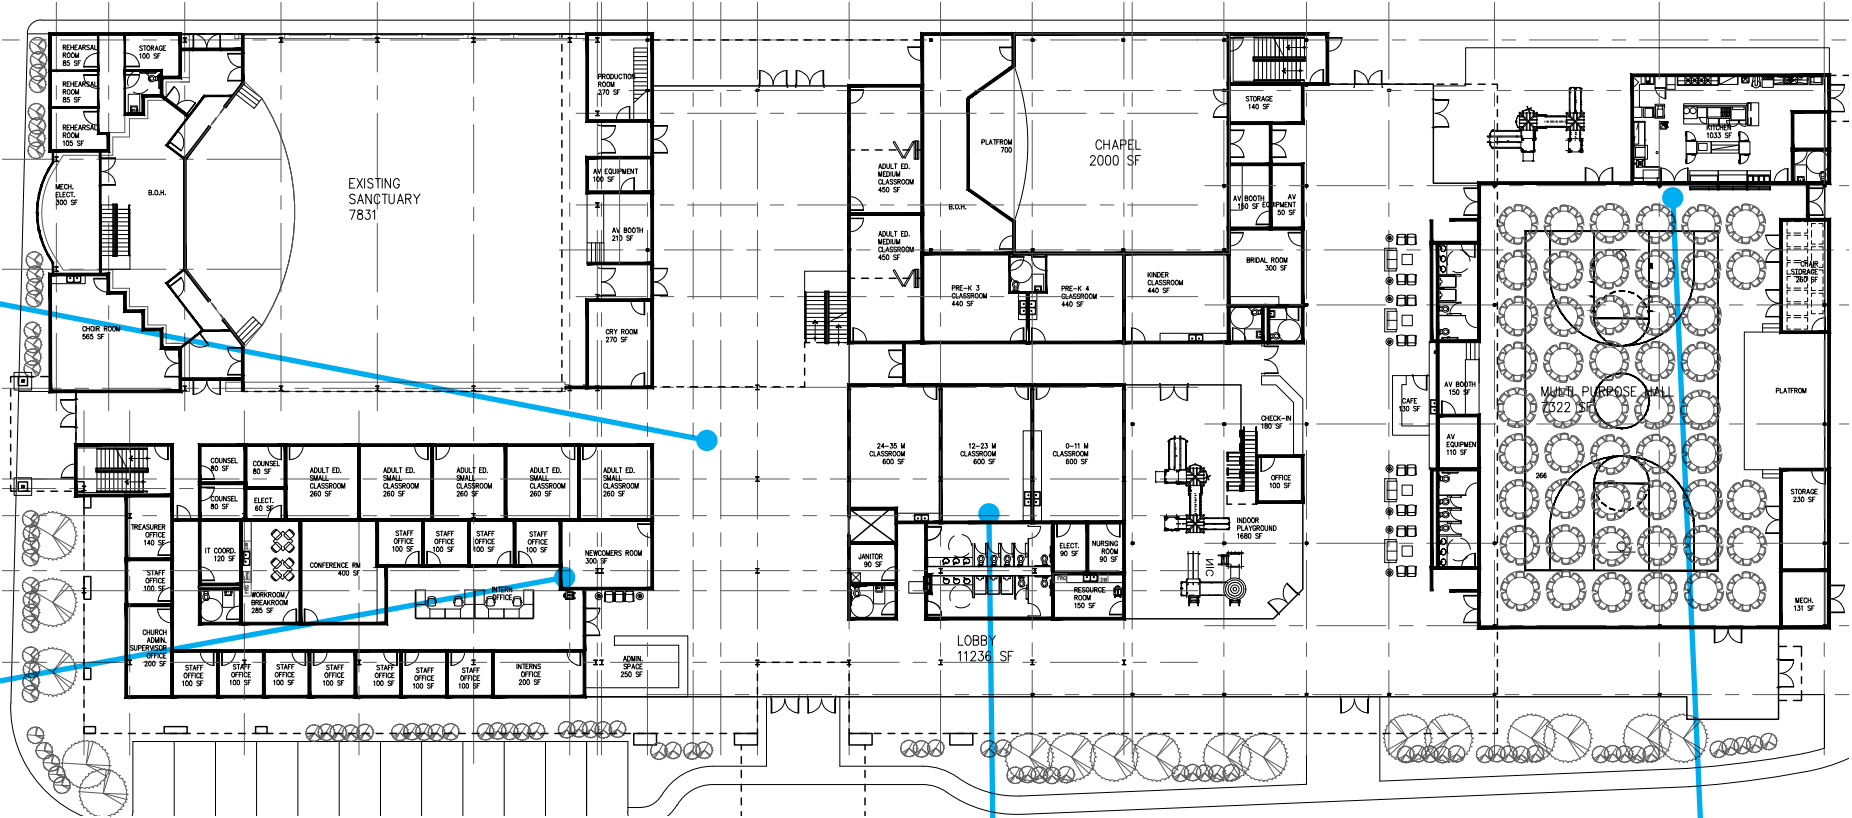 REHEARSAL
ROOM
85 SF
STORAGE
100 SF
REHEARSAL
ROOM
85 SF
REHEARSAL
ROOM
105 SF
MECH.
ELECT.
300 SF
B.O.H.
CHOIR ROOM
565 SF
EXISTING
SANCTUARY
7831
PRODUCTION
ROOM
270 SF
AV EQUIPMENT
100 SF
AV BOOTH
210 SF
CRY ROOM
270 SF
ADULT ED.
MEDIUM
CLASSROOM
450 SF
ADULT ED.
MEDIUM
CLASSROOM
450 SF
PLATFROM
700
B.O.H.
CHAPEL
2000 SF
STORAGE
140 SF
AV BOOTH
150 SF
AV
EQUIPMENT
50 SF
BRIDAL ROOM
300 SF
PRE-K 3
CLASSROOM
440 SF
PRE-K 4
CLASSROOM
440 SF
KINDER
CLASSROOM
440 SF
KITCHEN
1033 SF
CHAIR
STORAGE
260 SF
MULTI PURPOSE HALL
7322 SF
266
PLATFROM
CAFE
130 SF
AV BOOTH
150 SF
AV
EQUIPMENT
110 SF
STORAGE
230 SF
MECH.
131 SF
24-35 M
CLASSROOM
600 SF
12-23 M
CLASSROOM
600 SF
0-11 M
CLASSROOM
600 SF
CHECK-IN
180 SF
OFFICE
100 SF
INDOOR
PLAYGROUND
1680 SF
JANITOR
90 SF
ELECT.
90 SF
NURSING
ROOM
90 SF
RESOURCE
ROOM
150 SF
LOBBY
11236 SF
COUNSEL
80 SF
COUNSEL
80 SF
COUNSEL
80 SF
ELECT.
60 SF
ADULT ED.
SMALL
CLASSROOM
260 SF
ADULT ED.
SMALL
CLASSROOM
260 SF
ADULT ED.
SMALL
CLASSROOM
260 SF
ADULT ED.
SMALL
CLASSROOM
260 SF
ADULT ED.
SMALL
CLASSROOM
260 SF
TREASURER
OFFICE
140 SF
IT COORD.
120 SF
CONFERENCE RM
400 SF
STAFF
OFFICE
100 SF
STAFF
OFFICE
100 SF
STAFF
OFFICE
100 SF
STAFF
OFFICE
100 SF
NEWCOMERS ROOM
300 SF
STAFF
OFFICE
100 SF
WORKROOM/
BREAKROOM
285 SF
INTERN
OFFICE
CHURCH
ADMIN.
SUPERVISOR
OFFICE
200 SF
STAFF
OFFICE
100 SF
STAFF
OFFICE
100 SF
STAFF
OFFICE
100 SF
STAFF
OFFICE
100 SF
STAFF
OFFICE
100 SF
STAFF
OFFICE
100 SF
STAFF
OFFICE
100 SF
INTERNS
OFFICE
200 SF
ADMIN.
SPACE
250 SF